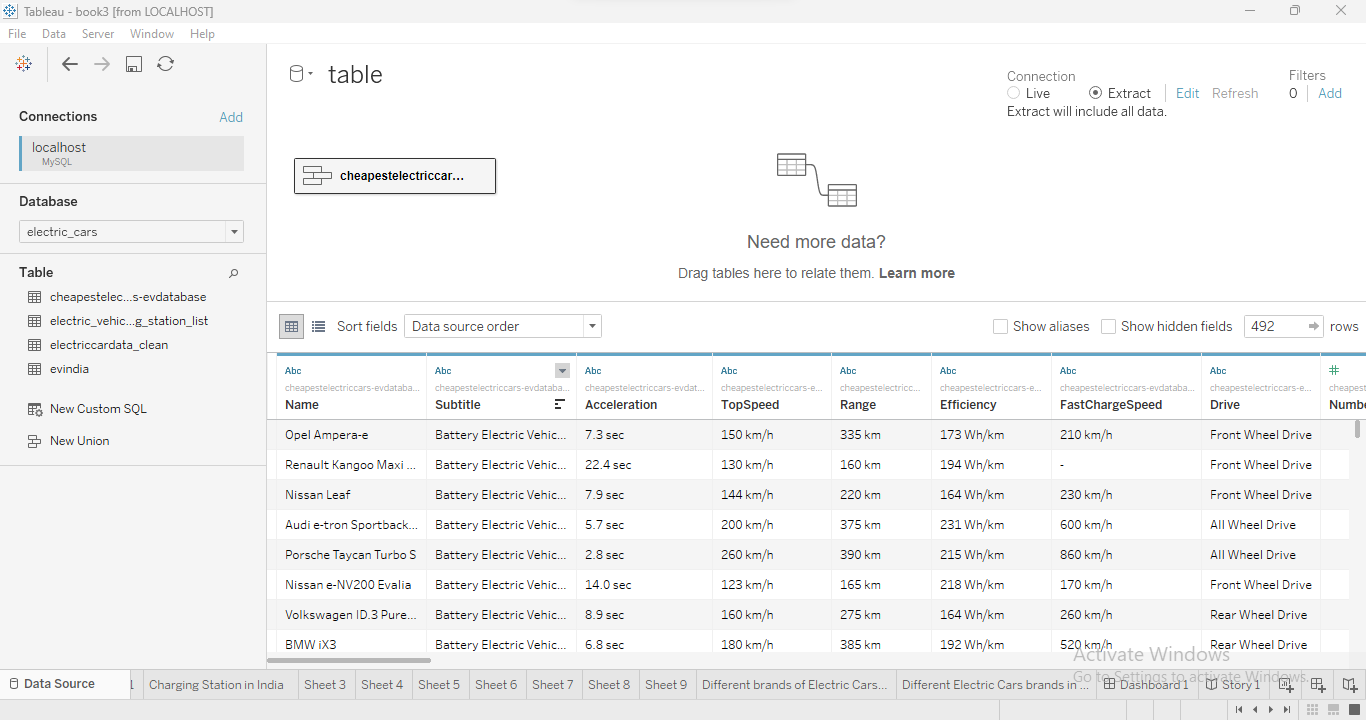 Tableau - book3 [from LOCALHOST]
File Data Server Window Help
Connections Add
localhost
MySQL
Database
electric_cars
Table
cheapestelec...s-evdatabase
electric_vehic...g_station_list
electriccardata_clean
evindia
New Custom SQL
New Union
table
Connection
Live Extract Edit Refresh
Extract will include all data.
Filters
0 Add
cheapestelectriccar...
Need more data?
Drag tables here to relate them. Learn more
Sort fields Data source order Show aliases Show hidden fields 492 rows
Abc Abc Abc Abc Abc Abc Abc Abc #
cheapestelectriccars-evdataba... cheapestelectriccars-evdataba... cheapestelectriccars-evdat... cheapestelectriccars-e... cheapestelectricc... cheapestelectriccars-e... cheapestelectriccars-evdataba... cheapestelectriccars-e... cheapest
Name Subtitle Acceleration TopSpeed Range Efficiency FastChargeSpeed Drive Numbe
Opel Ampera-e Battery Electric Vehic... 7.3 sec 150 km/h 335 km 173 Wh/km 210 km/h Front Wheel Drive
Renault Kangoo Maxi ... Battery Electric Vehic... 22.4 sec 130 km/h 160 km 194 Wh/km - Front Wheel Drive
Nissan Leaf Battery Electric Vehic... 7.9 sec 144 km/h 220 km 164 Wh/km 230 km/h Front Wheel Drive
Audi e-tron Sportback... Battery Electric Vehic... 5.7 sec 200 km/h 375 km 231 Wh/km 600 km/h All Wheel Drive
Porsche Taycan Turbo S Battery Electric Vehic... 2.8 sec 260 km/h 390 km 215 Wh/km 860 km/h All Wheel Drive
Nissan e-NV200 Evalia Battery Electric Vehic... 14.0 sec 123 km/h 165 km 218 Wh/km 170 km/h Front Wheel Drive
Volkswagen ID.3 Pure... Battery Electric Vehic... 8.9 sec 160 km/h 275 km 164 Wh/km 260 km/h Rear Wheel Drive
BMW iX3 Battery Electric Vehic... 6.8 sec 180 km/h 385 km 192 Wh/km 520 km/h Rear Wheel Drive
Activate Windows
Go to Settings to activate Windows.
Data Source 1 Charging Station in India Sheet 3 Sheet 4 Sheet 5 Sheet 6 Sheet 7 Sheet 8 Sheet 9 Different brands of Electric Cars... Different Electric Cars brands in ... Dashboard 1 Story 1